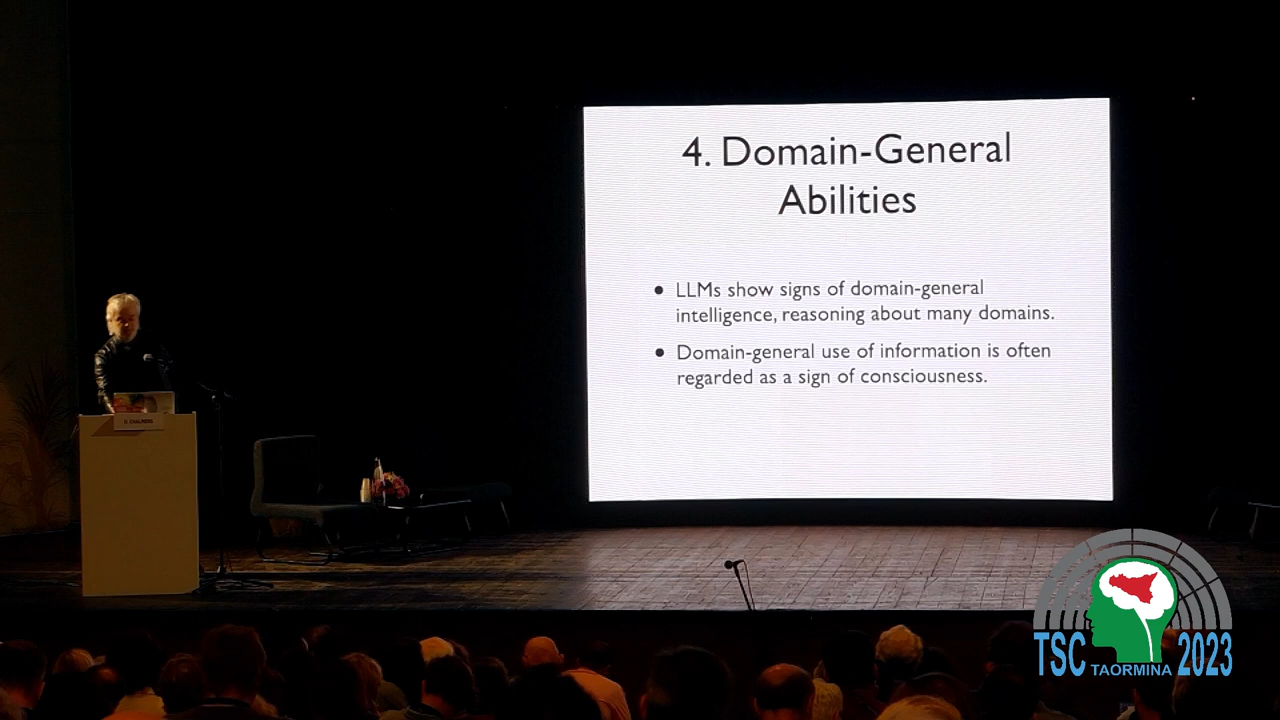 4. Domain-General
Abilities
• LLMs show signs of domain-general
intelligence, reasoning about many domains.
• Domain-general use of information is often
regarded as a sign of consciousness.
D. CHALMERS
TSC TAORMINA 2023